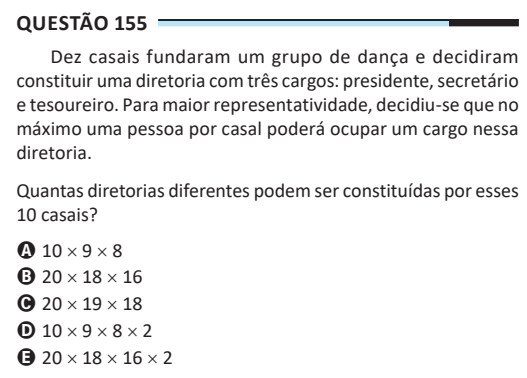 QUESTÃO 155
Dez casais fundaram um grupo de dança e decidiram
constituir uma diretoria com três cargos: presidente, secretário
e tesoureiro. Para maior representatividade, decidiu-se que no
máximo uma pessoa por casal poderá ocupar um cargo nessa
diretoria.
Quantas diretorias diferentes podem ser constituídas por esses
10 casais?
A 10 × 9 × 8
B 20 × 18 × 16
C 20 × 19 × 18
D 10 × 9 × 8 × 2
E 20 × 18 × 16 × 2